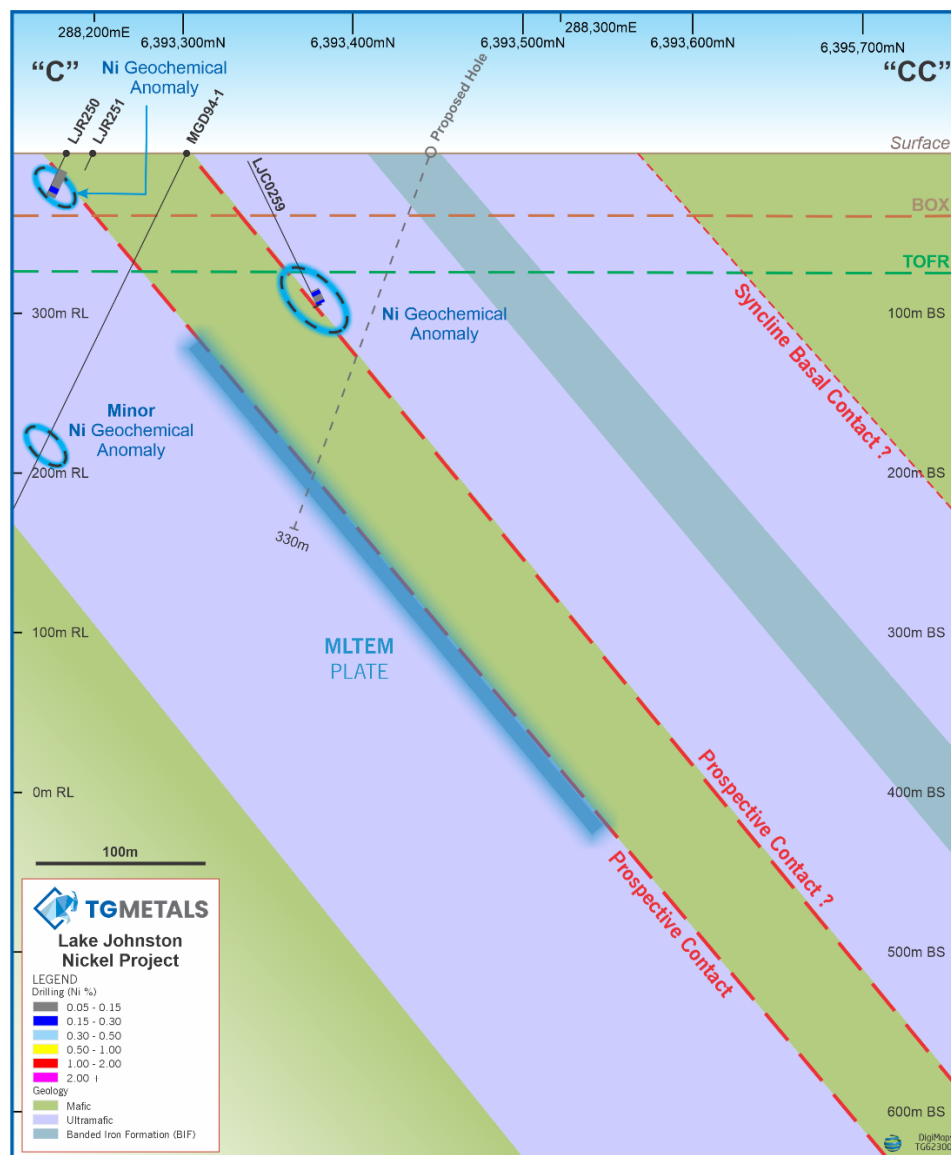 288,200mE
6,393,300mN
6,393,400mN
6,393,500mN
288,300mE
6,393,600mN
6,395,700mN
“C”
Ni Geochemical
Anomaly
“CC”
LJR250
LJR251
MGD94-1
Proposed Hole
Surface
LJC0259
BOX
TOFR
300m RL
Ni Geochemical
Anomaly
100m BS
Syncline Basal Contact ?
Minor
Ni Geochemical
Anomaly
200m RL
200m BS
330m
100m RL
MLTEM
PLATE
300m BS
0m RL
400m BS
Prospective Contact ?
Prospective Contact
100m
500m BS
600m BS
TGMETALS
Lake Johnston
Nickel Project
LEGEND
Drilling (Ni %)
0.05 - 0.15
0.15 - 0.30
0.30 - 0.50
0.50 - 1.00
1.00 - 2.00
2.00 +
Geology
Mafic
Ultramafic
Banded Iron Formation (BIF)
DigiMaps
TG62300